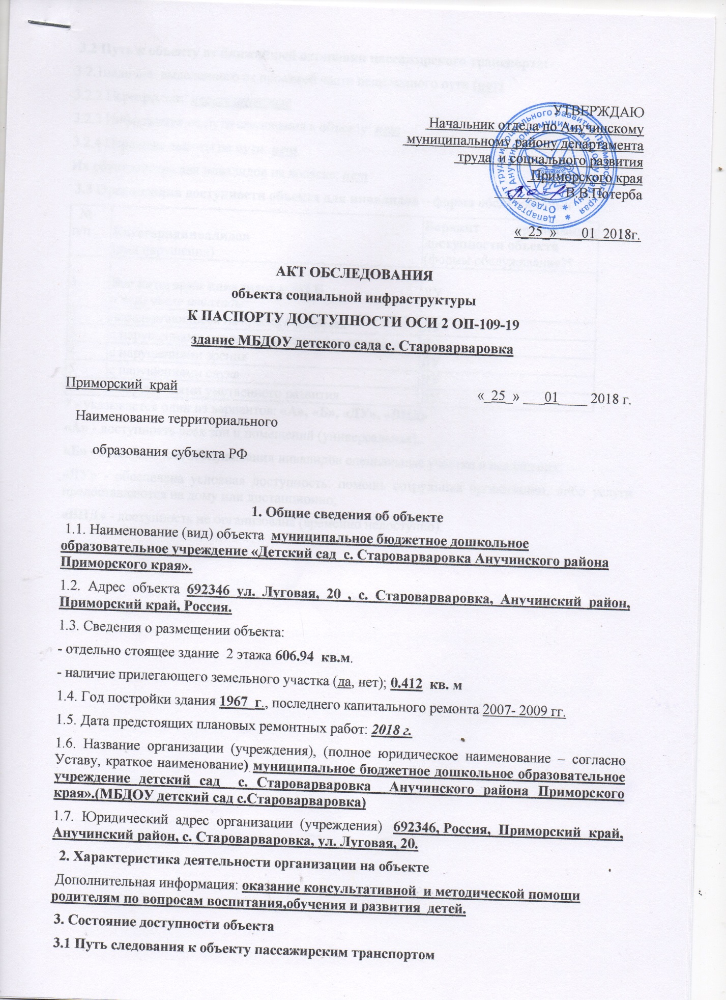 УТВЕРЖДАЮ
Начальник отдела по Анучинскому
муниципальному району департамента
труда и социального развития
Приморского края
__________В.В.Потерба
«_25_» ___01 2018г.
АКТ ОБСЛЕДОВАНИЯ
объекта социальной инфраструктуры
К ПАСПОРТУ ДОСТУПНОСТИ ОСИ 2 ОП-109-19
здание МБДОУ детского сада с. Староварваровка
Приморский край
«_25_» ___01____ 2018 г.
Наименование территориального
образования субъекта РФ
1. Общие сведения об объекте
1.1. Наименование (вид) объекта муниципальное бюджетное дошкольное
образовательное учреждение «Детский сад с. Староварваровка Анучинского района
Приморского края».
1.2. Адрес объекта 692346 ул. Луговая, 20 , с. Староварваровка, Анучинский район,
Приморский край, Россия.
1.3. Сведения о размещении объекта:
- отдельно стоящее здание 2 этажа 606.94 кв.м.
- наличие прилегающего земельного участка (да, нет); 0.412 кв. м
1.4. Год постройки здания 1967 г., последнего капитального ремонта 2007- 2009 гг.
1.5. Дата предстоящих плановых ремонтных работ: 2018 г.
1.6. Название организации (учреждения), (полное юридическое наименование – согласно
Уставу, краткое наименование) муниципальное бюджетное дошкольное образовательное
учреждение детский сад с. Староварваровка Анучинского района Приморского
края».(МБДОУ детский сад с.Староварваровка)
1.7. Юридический адрес организации (учреждения) 692346, Россия, Приморский край,
Анучинский район, с. Староварваровка, ул. Луговая, 20.
2. Характеристика деятельности организации на объекте
Дополнительная информация: оказание консультативной и методической помощи
родителям по вопросам воспитания,обучения и развития детей.
3. Состояние доступности объекта
3.1 Путь следования к объекту пассажирским транспортом